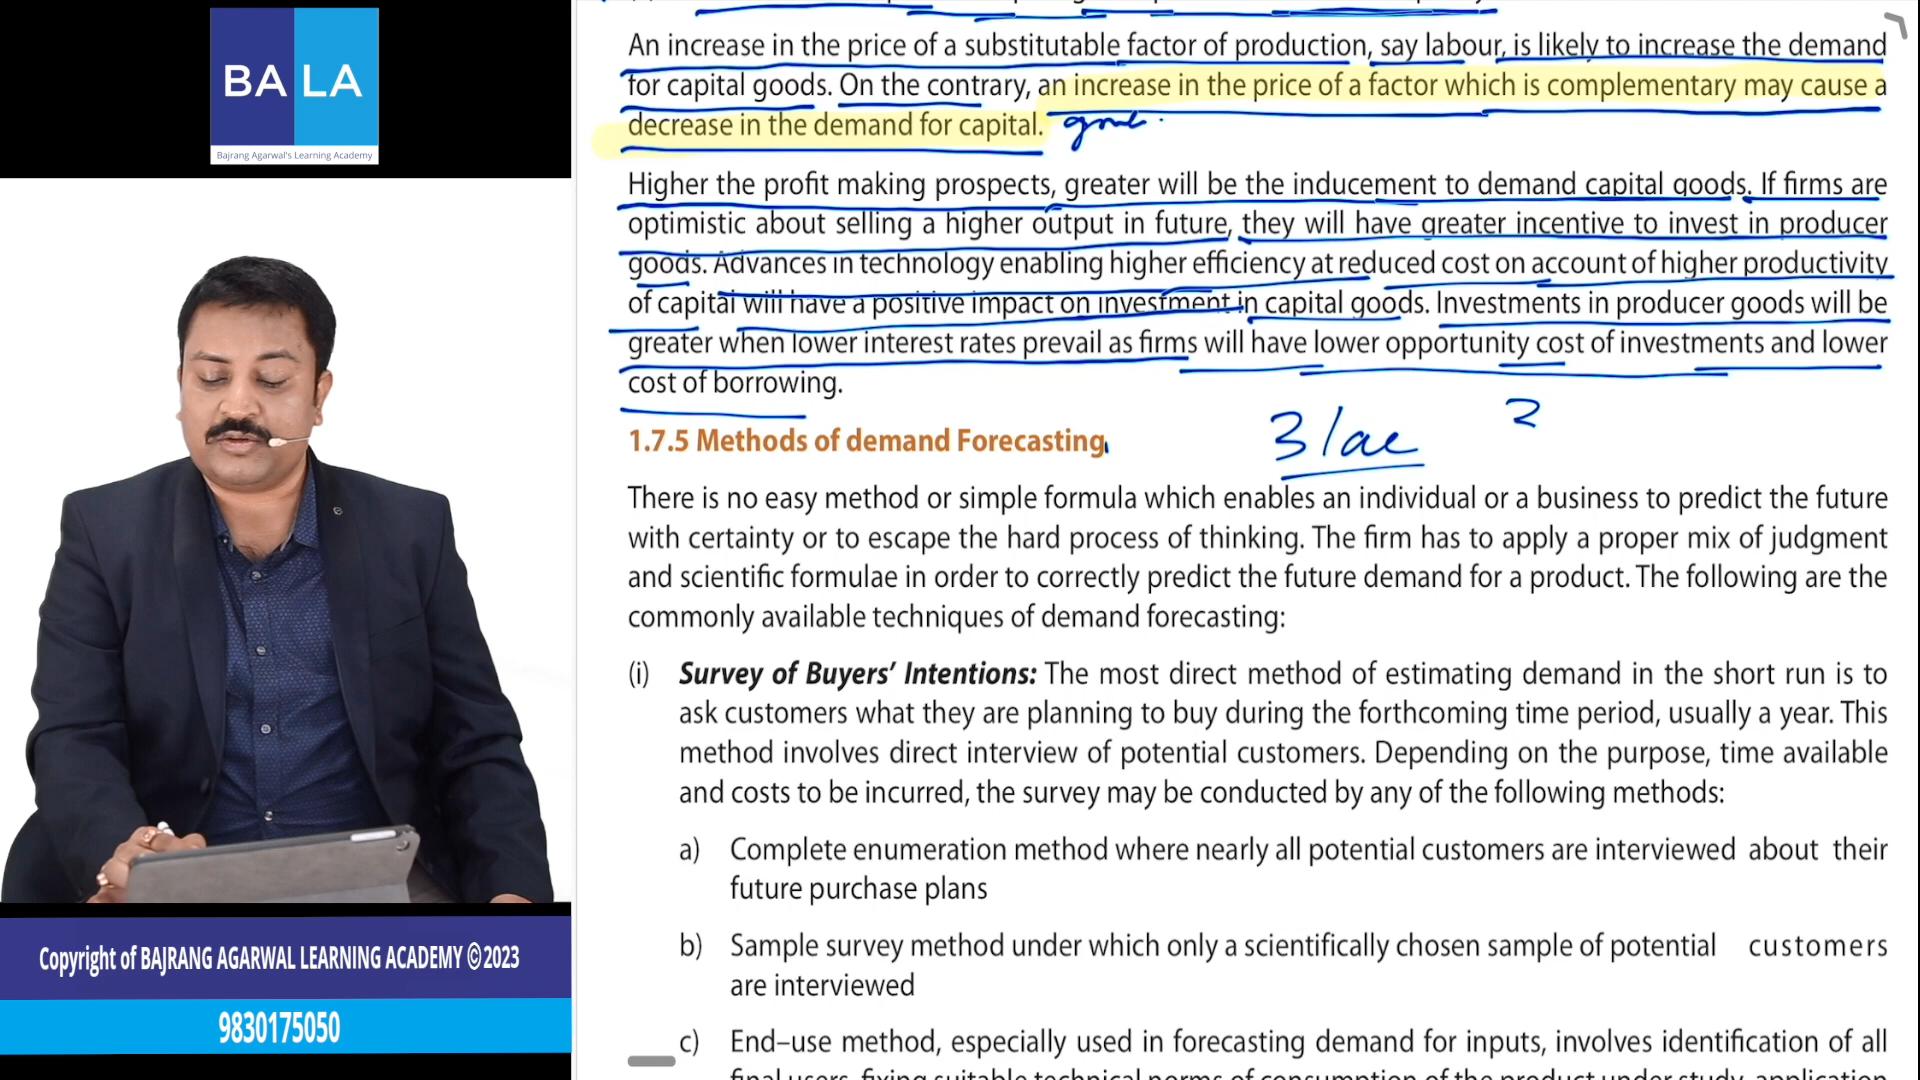 BA LA
Bajrang Agarwal's Learning Academy
An increase in the price of a substitutable factor of production, say labour, is likely to increase the demand
for capital goods. On the contrary, an increase in the price of a factor which is complementary may cause a
decrease in the demand for capital.
Higher the profit making prospects, greater will be the inducement to demand capital goods. If firms are
optimistic about selling a higher output in future, they will have greater incentive to invest in producer
goods. Advances in technology enabling higher efficiency at reduced cost on account of higher productivity
of capital will have a positive impact on investment in capital goods. Investments in producer goods will be
greater when lower interest rates prevail as firms will have lower opportunity cost of investments and lower
cost of borrowing.
3 lac 2
1.7.5 Methods of demand Forecasting
There is no easy method or simple formula which enables an individual or a business to predict the future
with certainty or to escape the hard process of thinking. The firm has to apply a proper mix of judgment
and scientific formulae in order to correctly predict the future demand for a product. The following are the
commonly available techniques of demand forecasting:
(i) Survey of Buyers' Intentions: The most direct method of estimating demand in the short run is to
ask customers what they are planning to buy during the forthcoming time period, usually a year. This
method involves direct interview of potential customers. Depending on the purpose, time available
and costs to be incurred, the survey may be conducted by any of the following methods:
a) Complete enumeration method where nearly all potential customers are interviewed about their
future purchase plans
b) Sample survey method under which only a scientifically chosen sample of potential customers
are interviewed
c) End–use method, especially used in forecasting demand for inputs, involves identification of all
final users, fixing suitable technical norms of consumption of the product under study, application
Copyright of BAJRANG AGARWAL LEARNING ACADEMY ©2023
9830175050